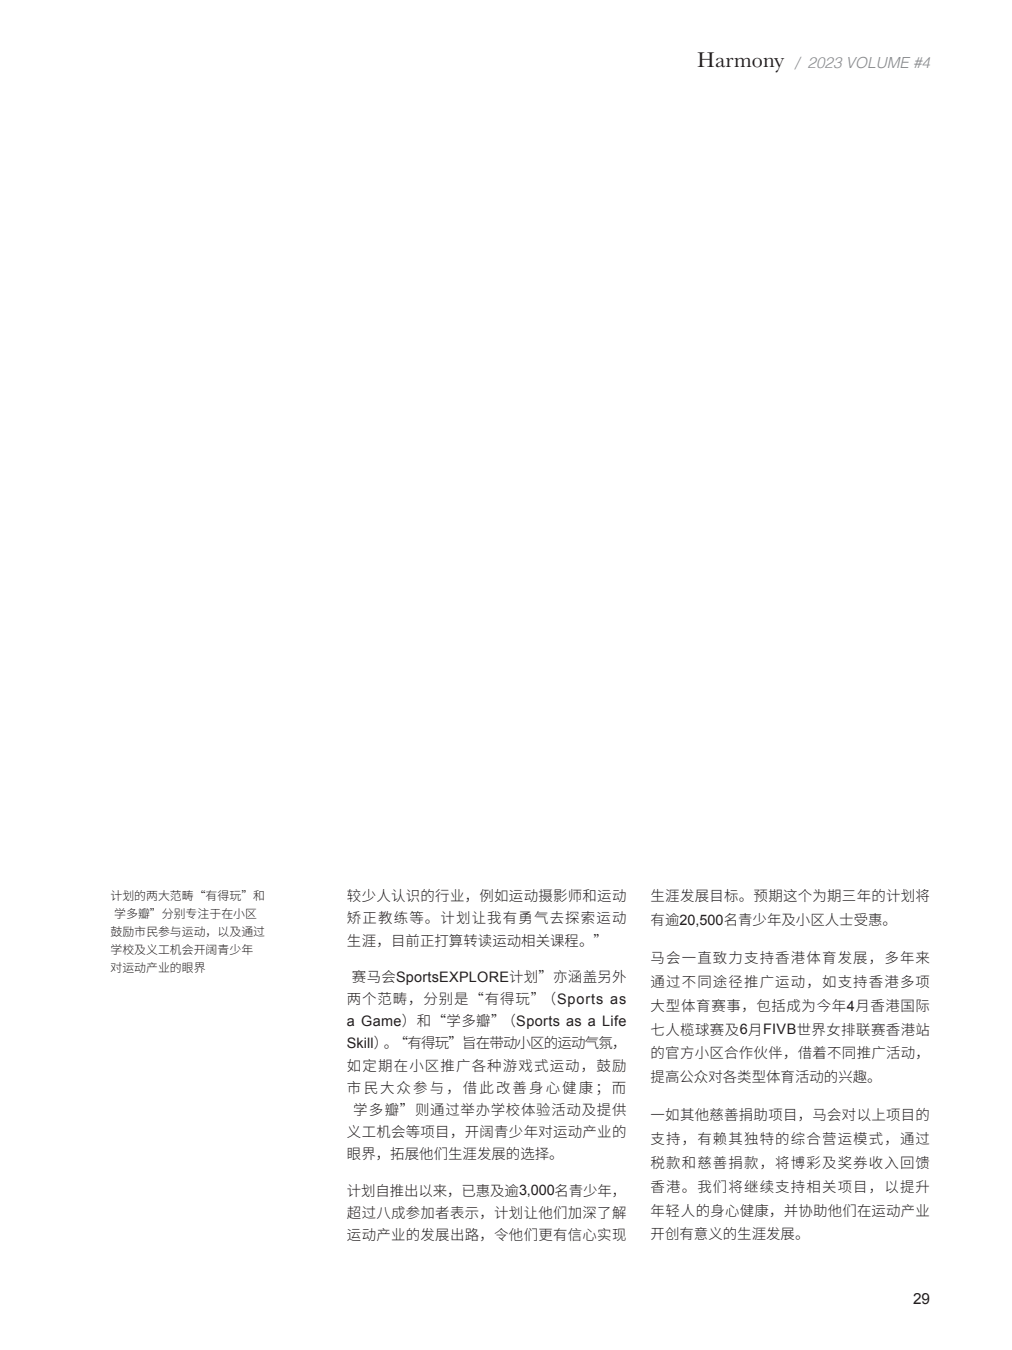 Harmony / 2023 VOLUME #4
计划的两大范畴“有得玩”和
学多瓣”分别专注于在小区
鼓励市民参与运动，以及通过
学校及义工机会开阔青少年
对运动产业的眼界
较少人认识的行业，例如运动摄影师和运动
矫正教练等。计划让我有勇气去探索运动
生涯，目前正打算转读运动相关课程。”
赛马会SportsEXPLORE计划”亦涵盖另外
两个范畴，分别是“有得玩”（Sports as
a Game）和“学多瓣”（Sports as a Life
Skill）。“有得玩”旨在带动小区的运动气氛，
如定期在小区推广各种游戏式运动，鼓励
市民大众参与，借此改善身心健康；而
学多瓣”则通过举办学校体验活动及提供
义工机会等项目，开阔青少年对运动产业的
眼界，拓展他们生涯发展的选择。
计划自推出以来，已惠及逾3,000名青少年，
超过八成参加者表示，计划让他们加深了解
运动产业的发展出路，令他们更有信心实现
生涯发展目标。预期这个为期三年的计划将
有逾20,500名青少年及小区人士受惠。
马会一直致力支持香港体育发展，多年来
通过不同途径推广运动，如支持香港多项
大型体育赛事，包括成为今年4月香港国际
七人榄球赛及6月FIVB世界女排联赛香港站
的官方小区合作伙伴，借着不同推广活动，
提高公众对各类型体育活动的兴趣。
一如其他慈善捐助项目，马会对以上项目的
支持，有赖其独特的综合营运模式，通过
税款和慈善捐款，将博彩及奖券收入回馈
香港。我们将继续支持相关项目，以提升
年轻人的身心健康，并协助他们在运动产业
开创有意义的生涯发展。
29